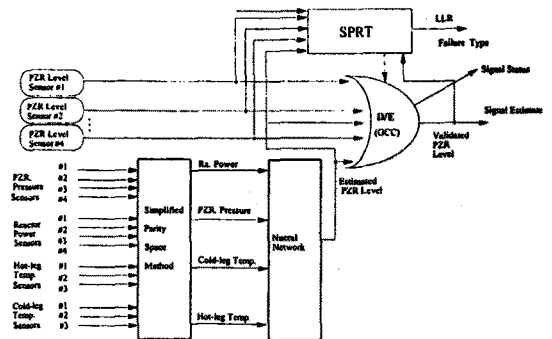 SPRT
LLR
Failure Type
PZR Level
Sensor #1
PZR Level
Sensor #2
PZR Level
Sensor #4
D/E
(GCC)
Signal Status
Signal Estimate
Validated
PZR
Level
Estimated
PZR Level
PZR.
Pressure
Sensors
#1
#2
#3
#4
Reactor
Power
Sensors
#1
#2
#3
#4
Hot-leg
Temp.
Sensors
#1
#2
#3
Cold-leg
Temp.
Sensors
#1
#2
#3
Simplified
Parity
Space
Method
Rx. Power
PZR. Pressure
Cold-leg Temp.
Hot-leg Temp.
Nueral
Network